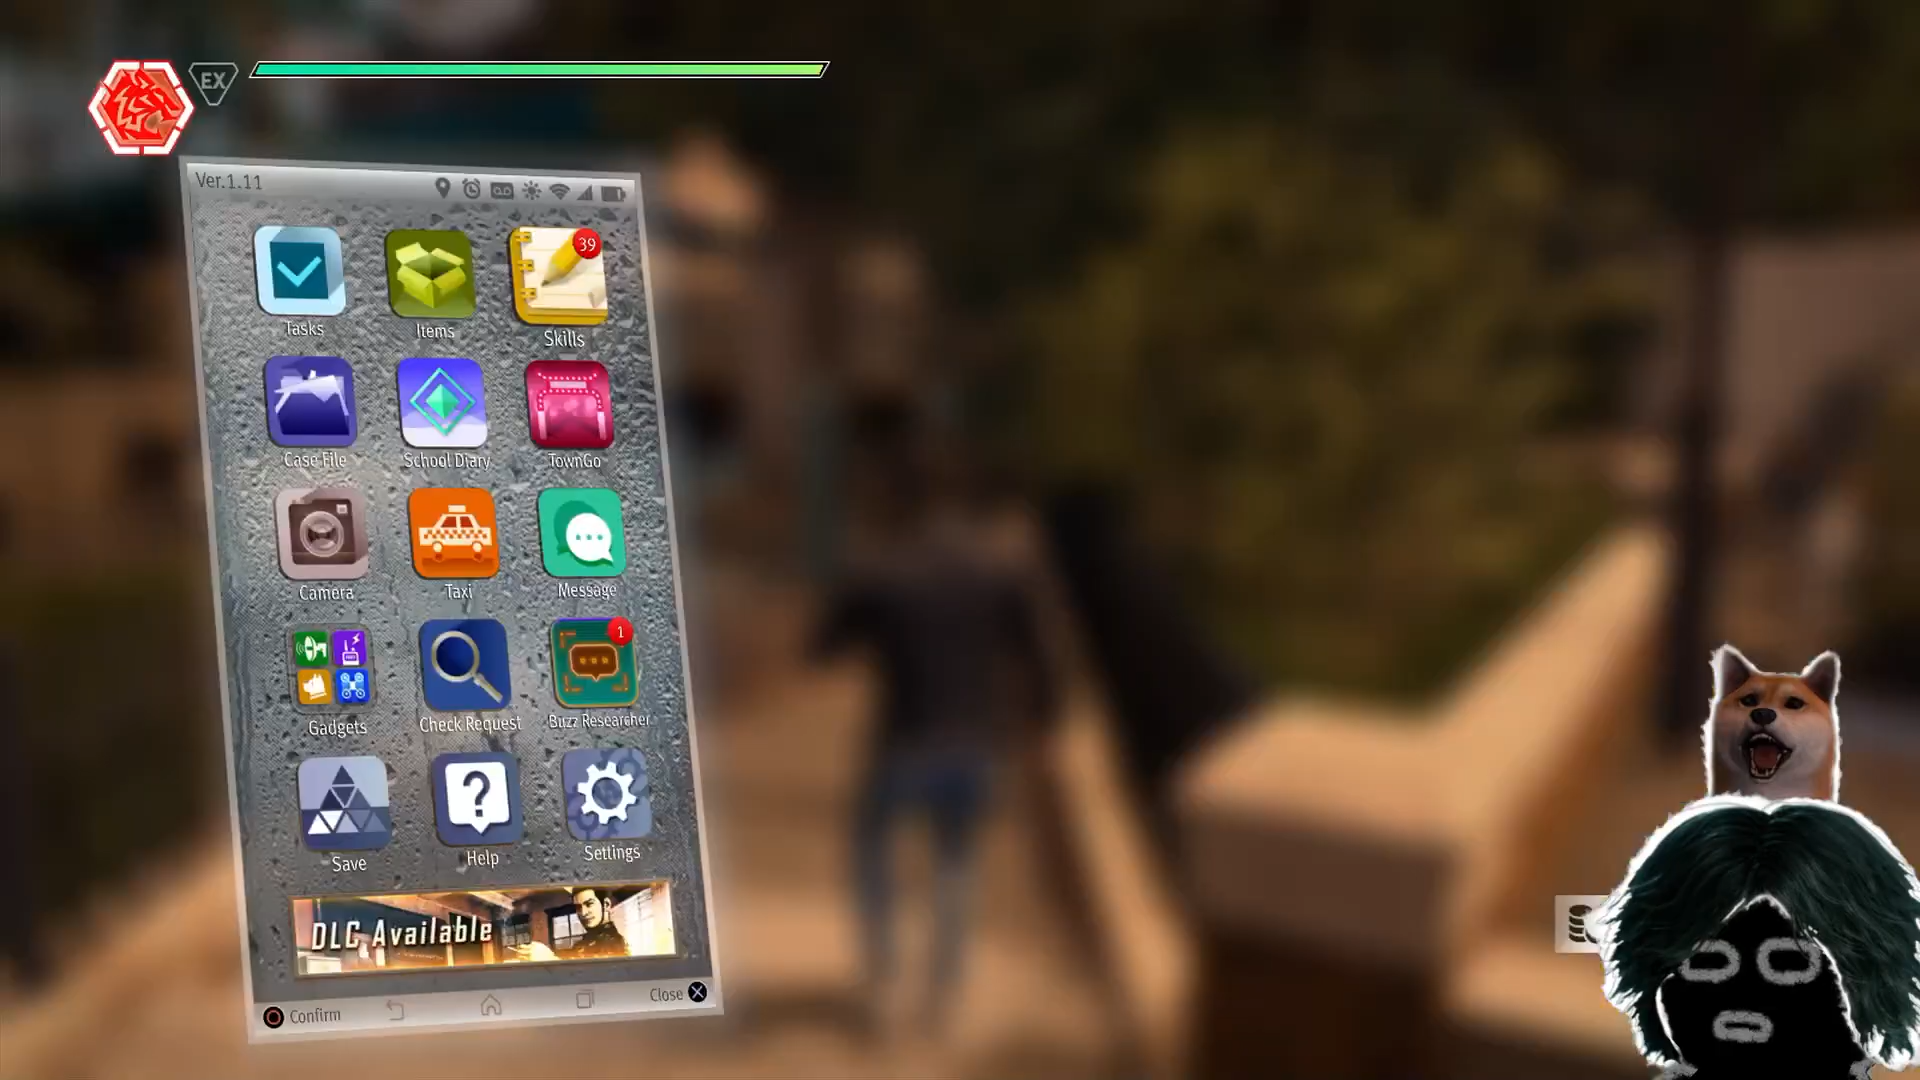 EX
Ver.1.11
39
Tasks
Items
Skills
Case File
School Diary
TownGo
Camera
Taxi
Message
1
Gadgets
Check Request
Buzz Researcher
Save
Help
Settings
DLC Available
Confirm
Close